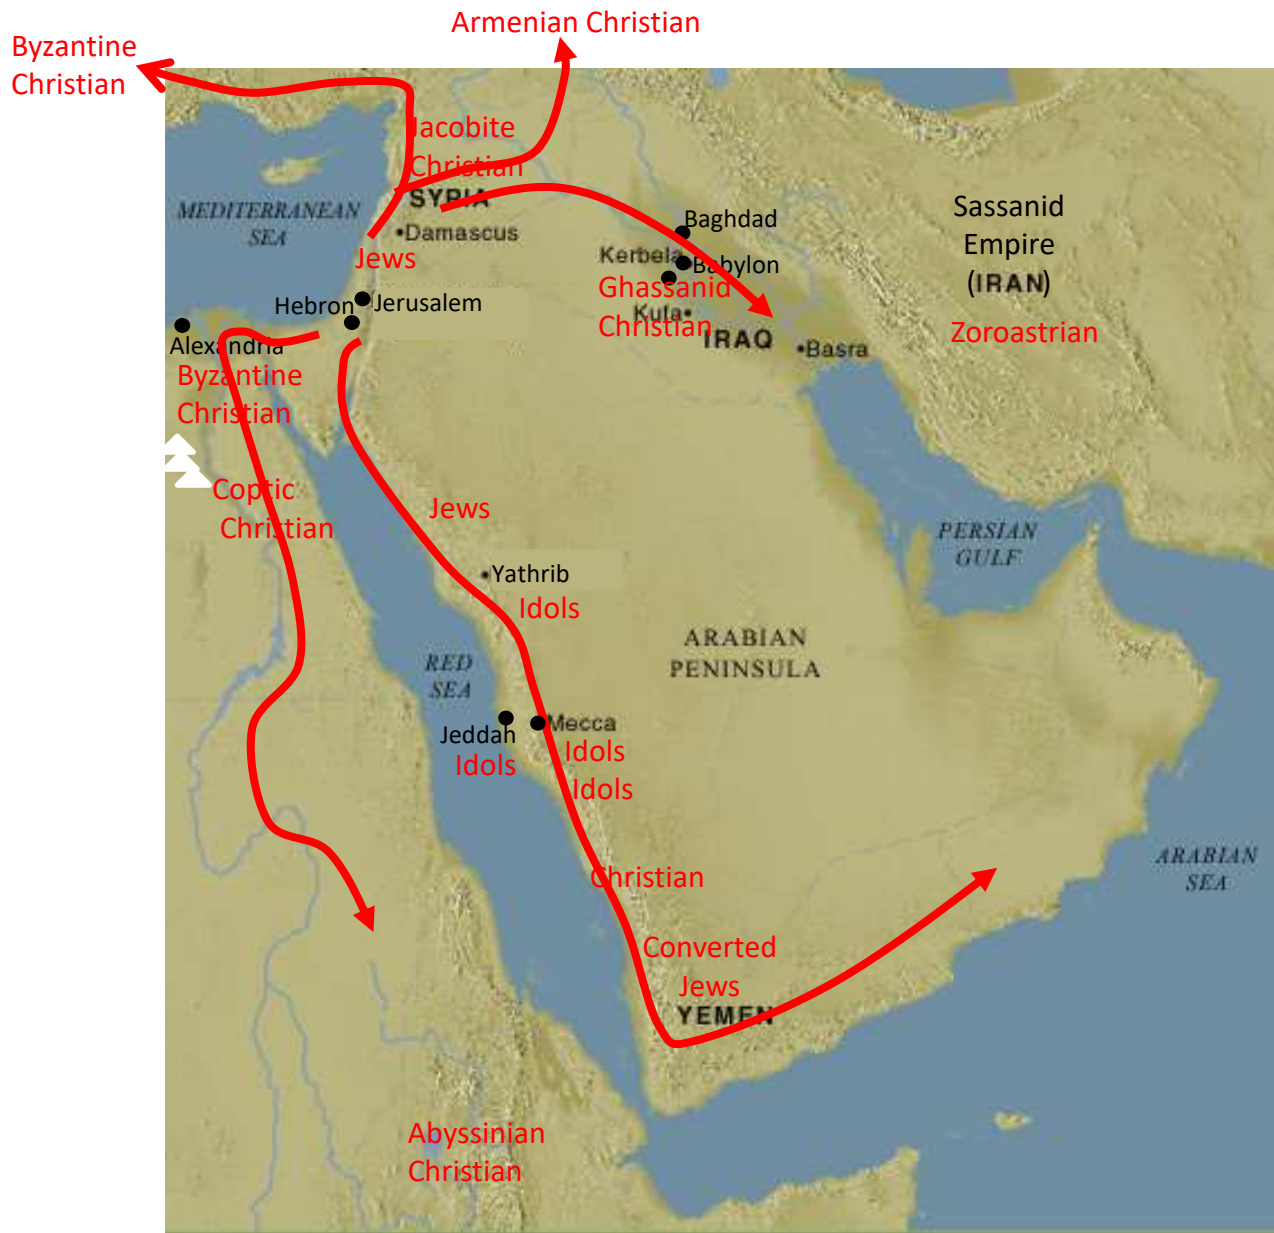 Armenian Christian
Byzantine
Christian
Jacobite
Christian
SYRIA
MEDITERRANEAN
SEA
Damascus
Jews
Baghdad
Kerbela
Babylon
Ghassanid
Christian
Kufa
IRAQ
Basra
Sassanid
Empire
(IRAN)
Zoroastrian
Hebron
Jerusalem
Alexandria
Byzantine
Christian
Coptic
Christian
Jews
Yathrib
Idols
PERSIAN
GULF
ARABIAN
PENINSULA
RED
SEA
Jeddah
Idols
Mecca
Idols
Idols
Christian
Converted
Jews
YEMEN
ARABIAN
SEA
Abyssinian
Christian